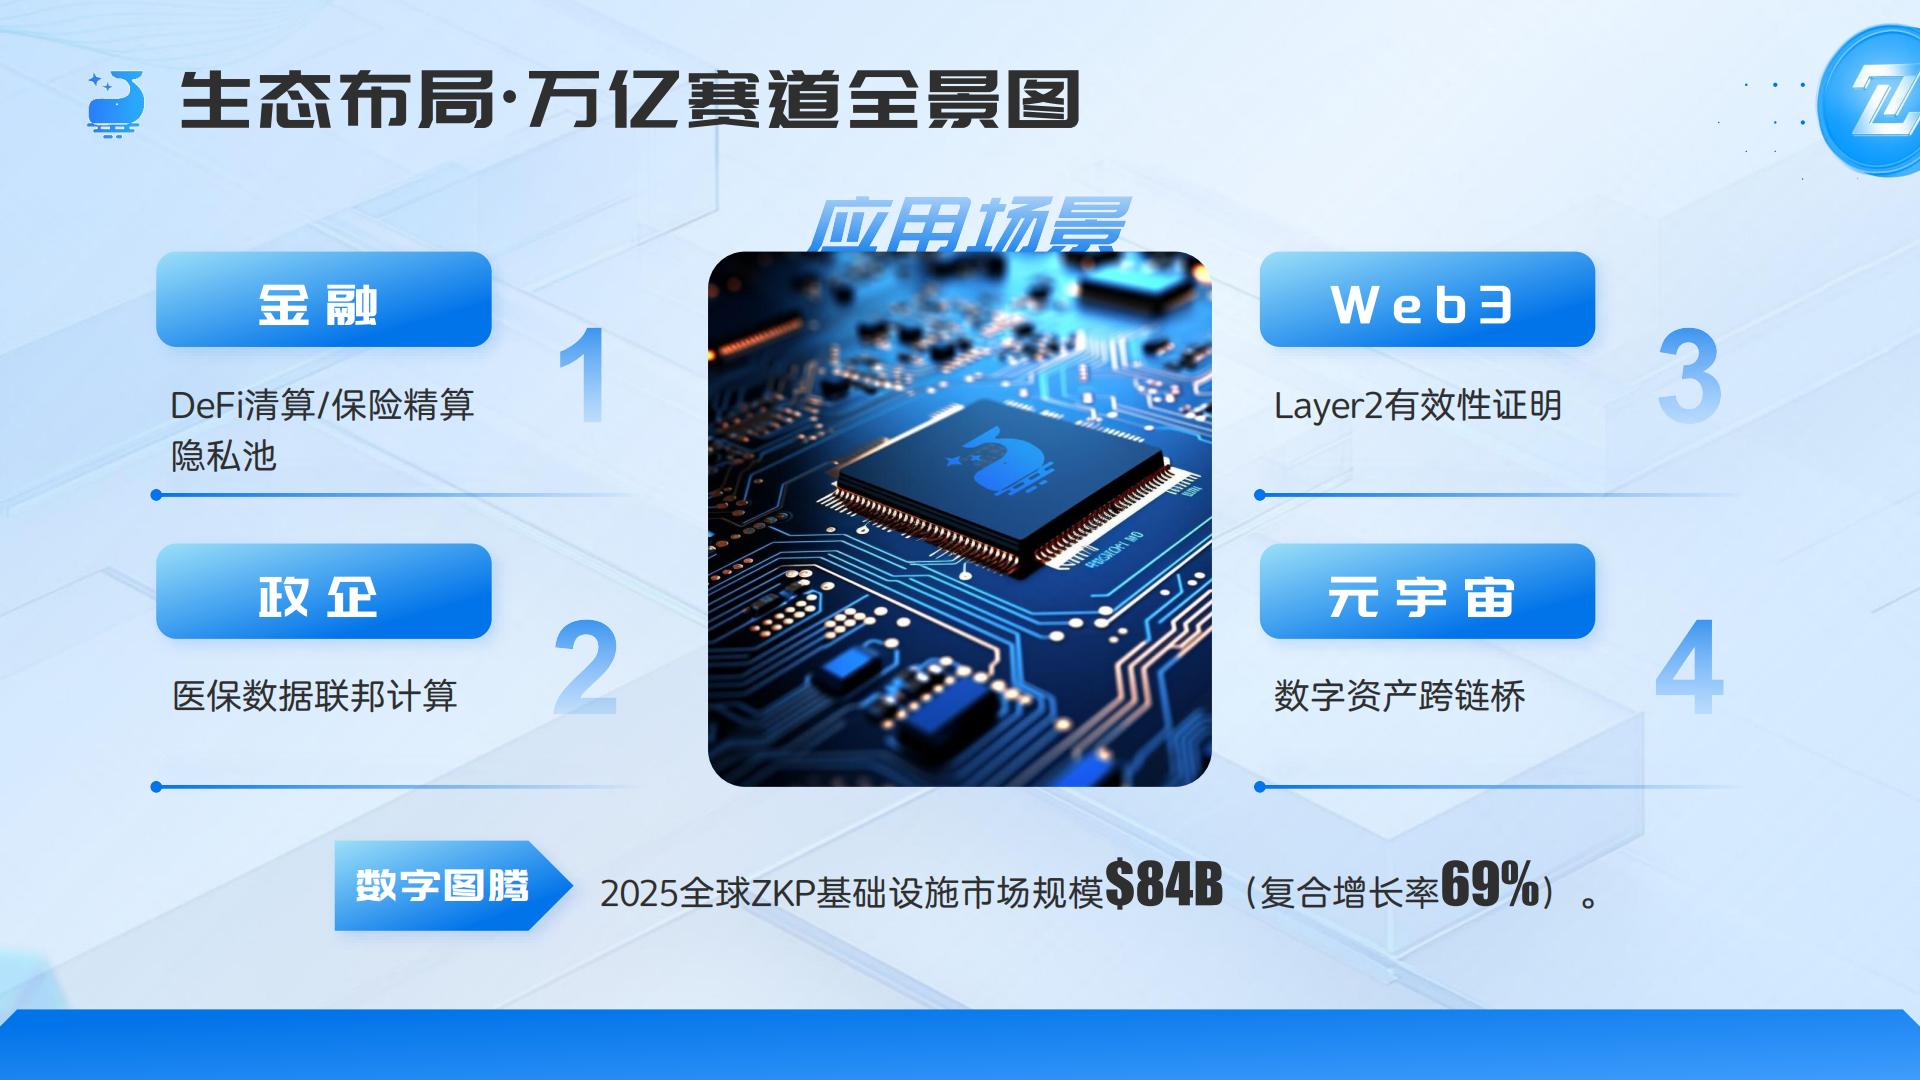 生态布局·万亿赛道全景图
应用场景
金融
1
DeFi清算/保险精算
隐私池
政企
2
医保数据联邦计算
Web3
3
Layer2有效性证明
元宇宙
4
数字资产跨链桥
数字图腾
2025全球ZKP基础设施市场规模$84B（复合增长率69%）。